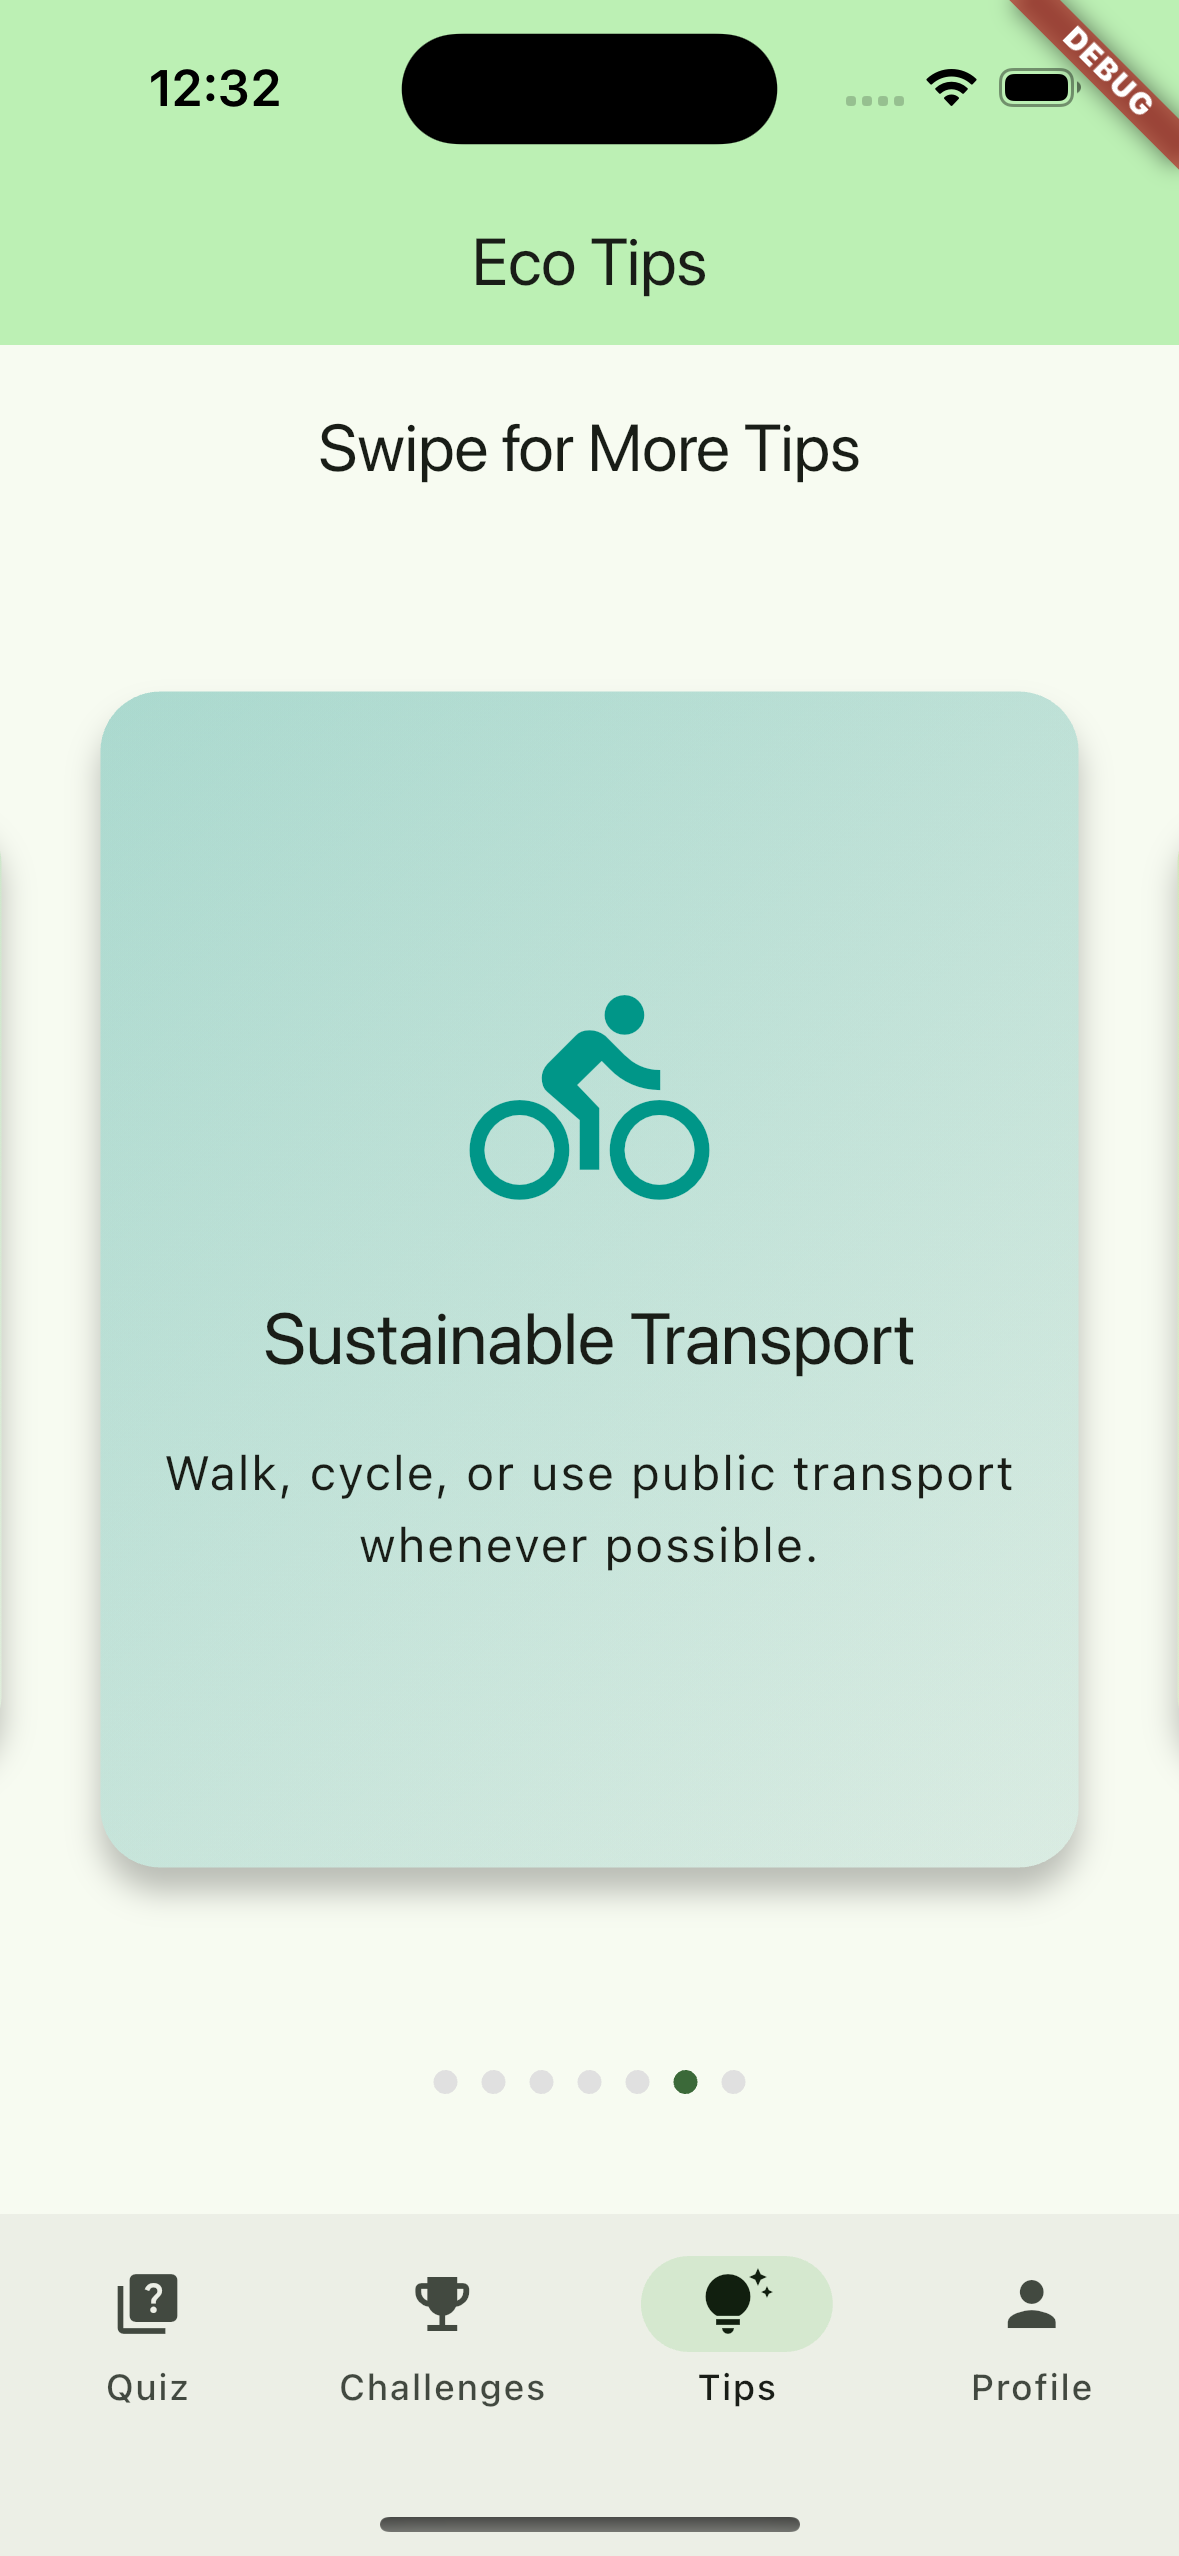 12:32
DEBUG
Eco Tips
Swipe for More Tips
Sustainable Transport
Walk, cycle, or use public transport
whenever possible.
?
Quiz
Challenges
Tips
Profile